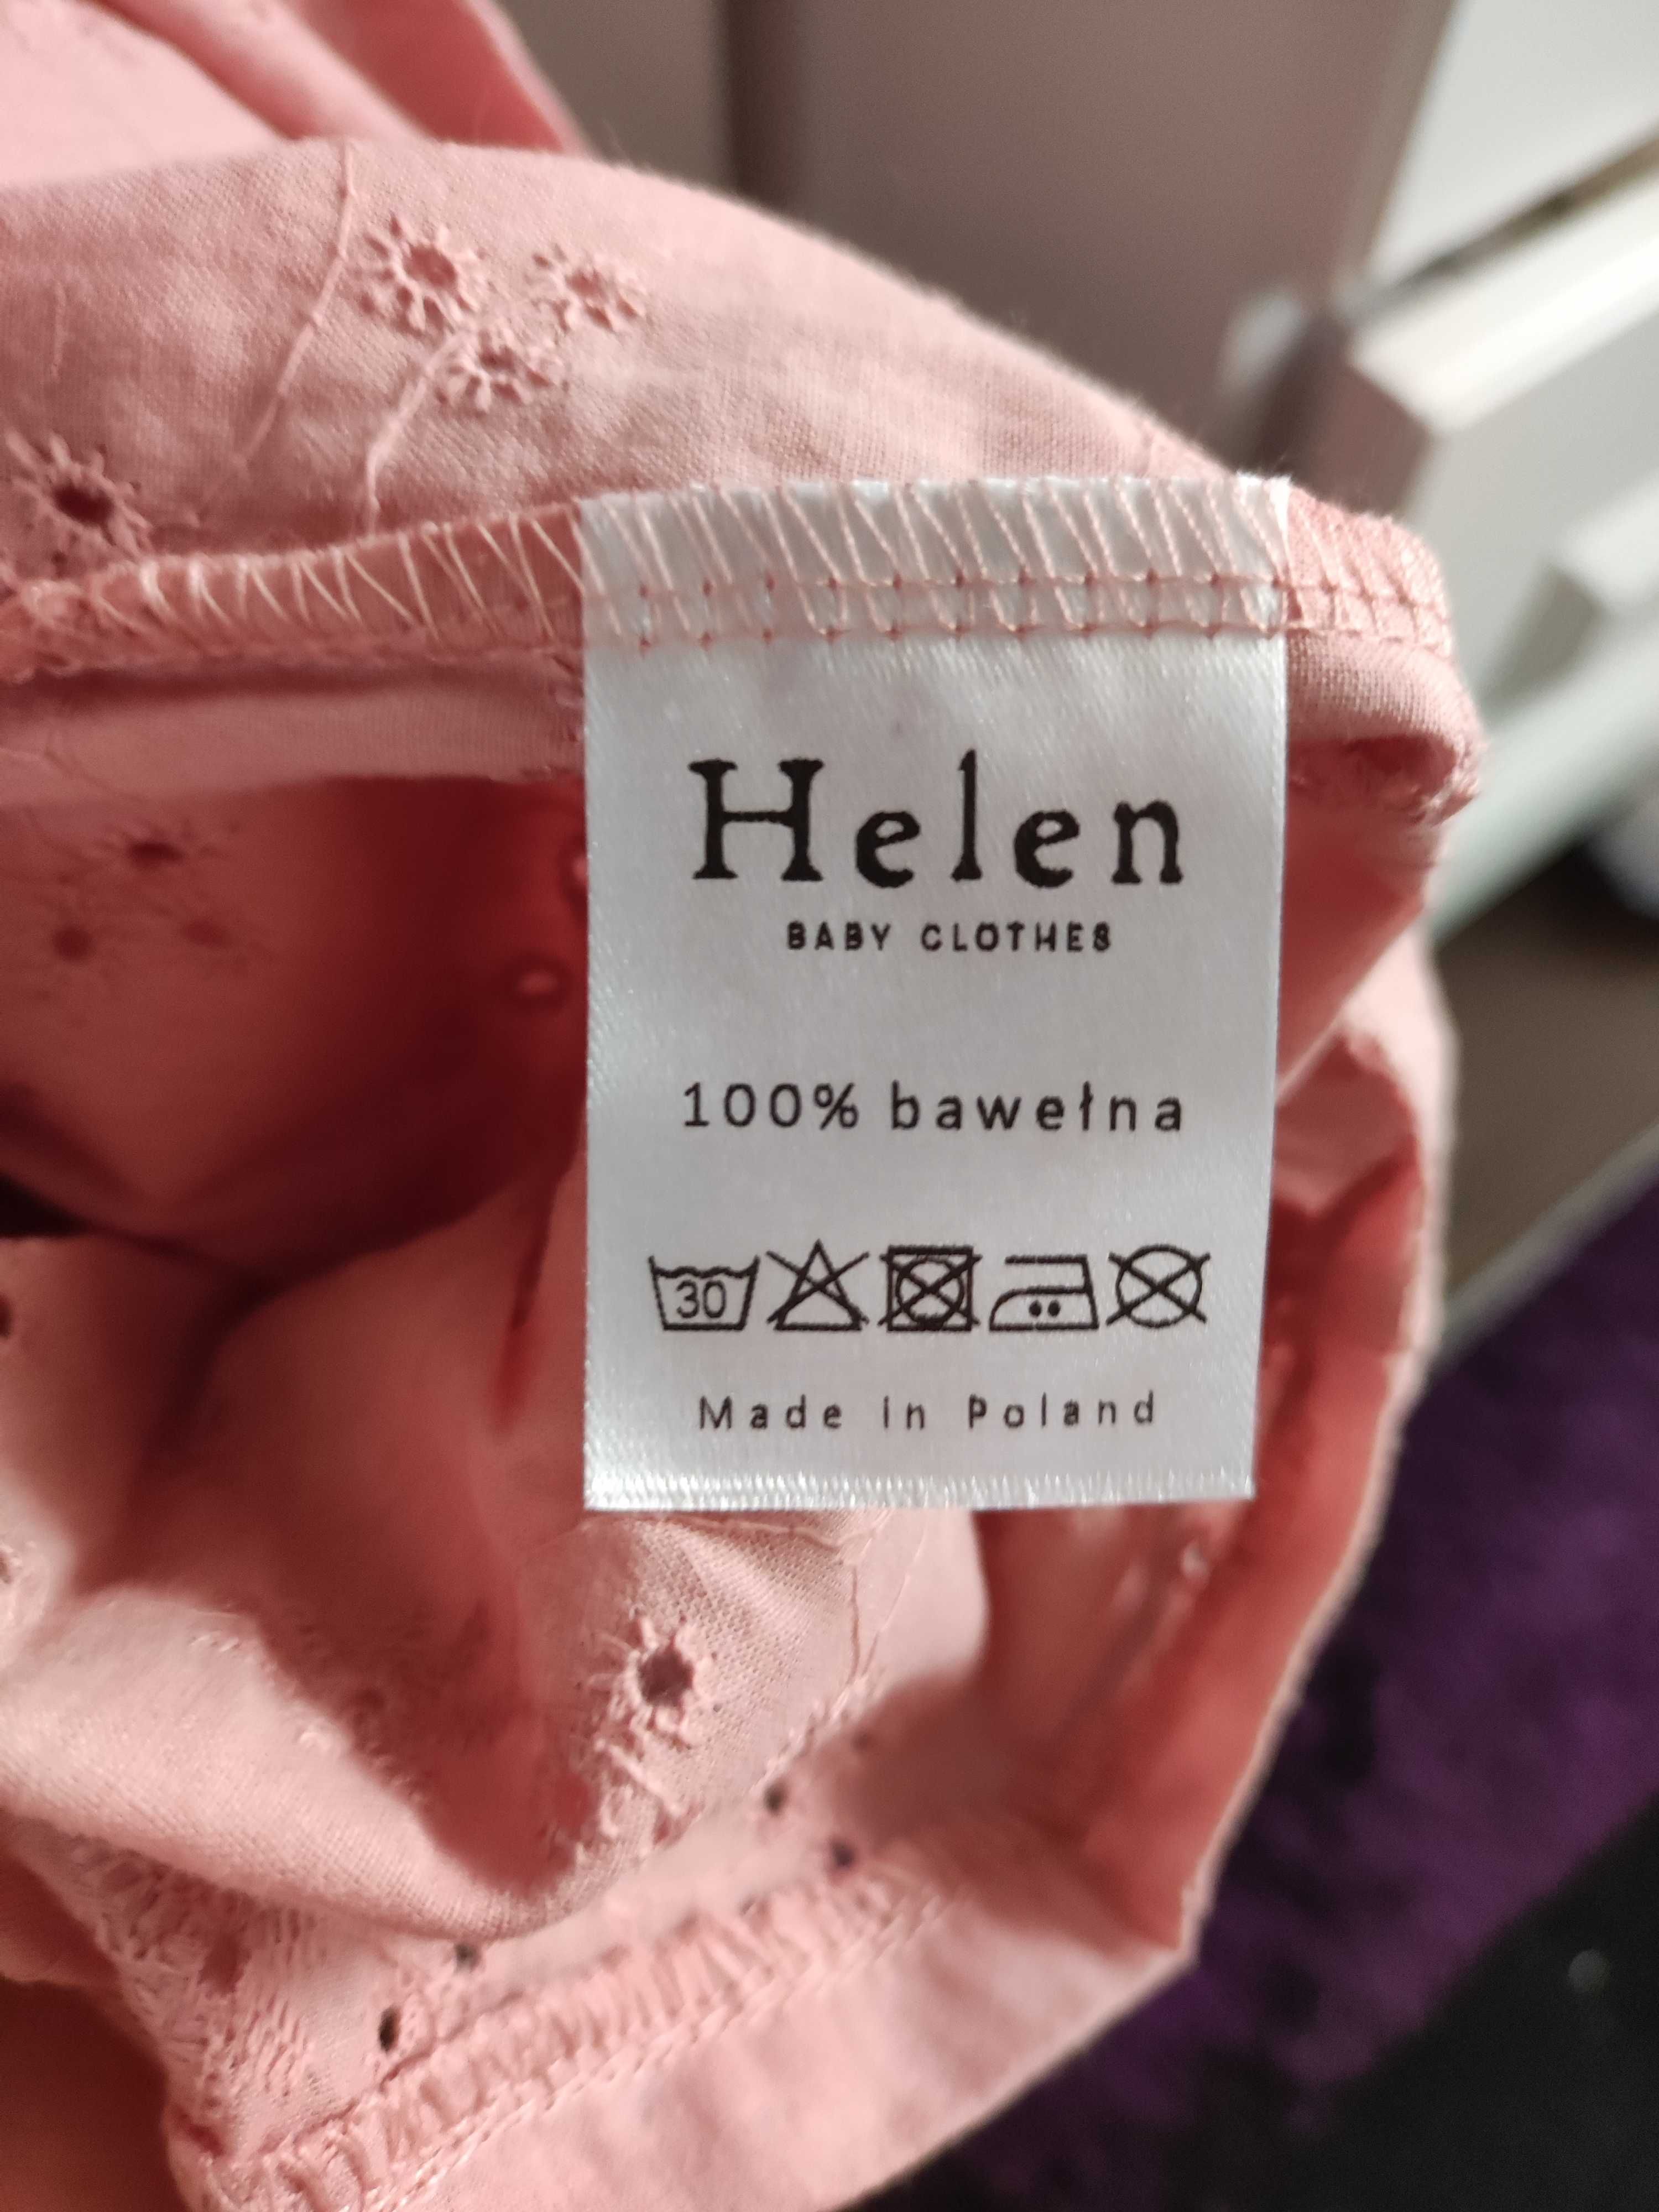 Helen
BABY CLOTHES
100% bawełna
30
Made in Poland